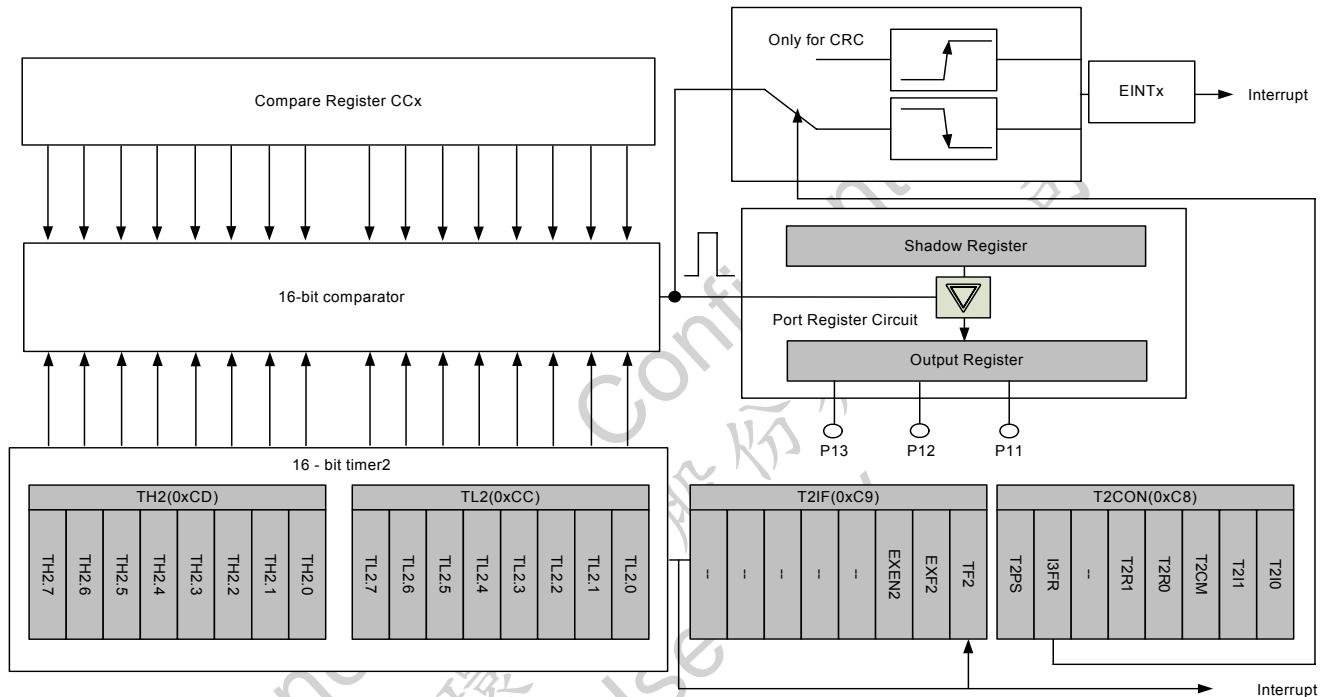 Only for CRC
Compare Register CCx
EINTx
Interrupt
Shadow Register
16-bit comparator
Port Register Circuit
Output Register
P13 P12 P11
16 - bit timer2
TH2(0xCD) TL2(0xCC) T2IF(0xC9) T2CON(0xC8)
TH2.7 TH2.6 TH2.5 TH2.4 TH2.3 TH2.2 TH2.1 TH2.0 TL2.7 TL2.6 TL2.5 TL2.4 TL2.3 TL2.2 TL2.1 TL2.0 -- -- -- -- -- EXEN2 EXF2 TF2 T2PS I3FR -- T2R1 T2R0 T2CM T2I1 T2I0
Interrupt
股份